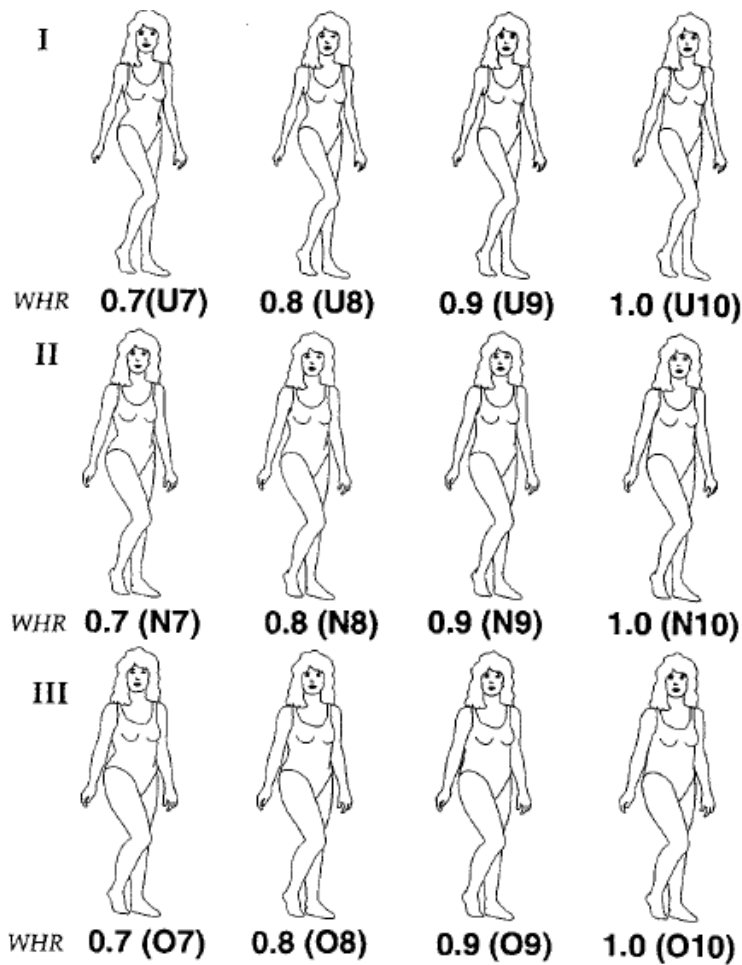 I
WHR 0.7(U7) 0.8 (U8) 0.9 (U9) 1.0 (U10)
II
WHR 0.7 (N7) 0.8 (N8) 0.9 (N9) 1.0 (N10)
III
WHR 0.7 (O7) 0.8 (O8) 0.9 (O9) 1.0 (O10)